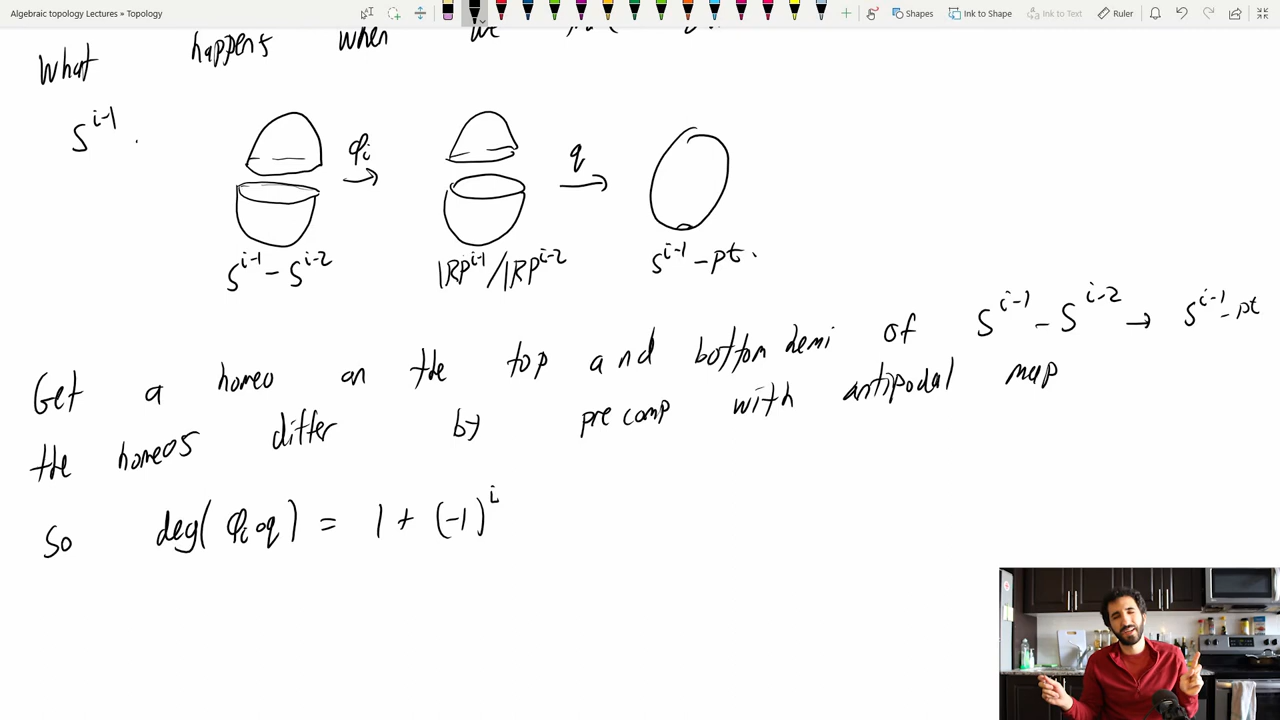 Algebraic topology Lectures » Topology
Shapes Ink to Shape Ink to Text Ruler
What happens when we
S^{i-1}.
φ_i q
S^{i-1} - S^{i-2} RP^{i-1}/RP^{i-2} S^{i-1} - pt.
Get a homeo on the top and bottom hemi of S^{i-1} - S^{i-2} → S^{i-1} - pt
the homeos differ by precomp with antipodal map
So deg(φ_i∘q) = 1 + (-1)^i